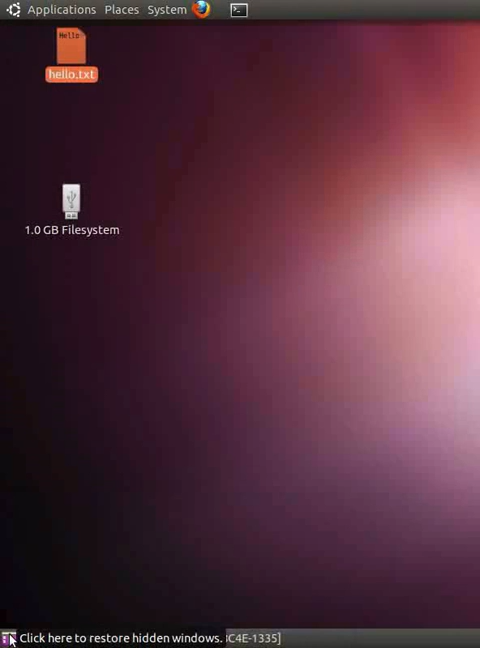 Applications Places System
Hello
hello.txt
1.0 GB Filesystem
Click here to restore hidden windows. C4E-1335]